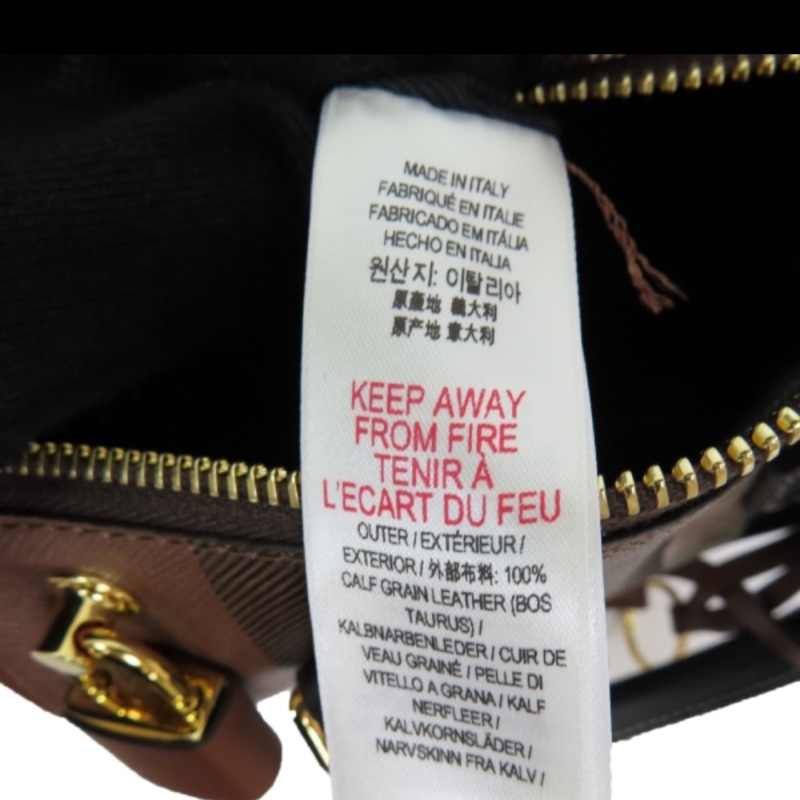 MADE IN ITALY
FABRIQUÉ EN ITALIE
FABRICADO EM ITÁLIA
HECHO EN ITALIA
원산지: 이탈리아
原產地 義大利
原产地 意大利
KEEP AWAY
FROM FIRE
TENIR À
L'ECART DU FEU
OUTER / EXTÉRIEUR /
EXTERIOR / 外部布料: 100%
CALF GRAIN LEATHER (BOS
TAURUS) /
KALBNARBENLEDER / CUIR DE
VEAU GRAINÉ / PELLE DI
VITELLO A GRANA / KALF
NERFLEER /
KALVKORNSLÄDER /
NARVSKINN FRA KALV /